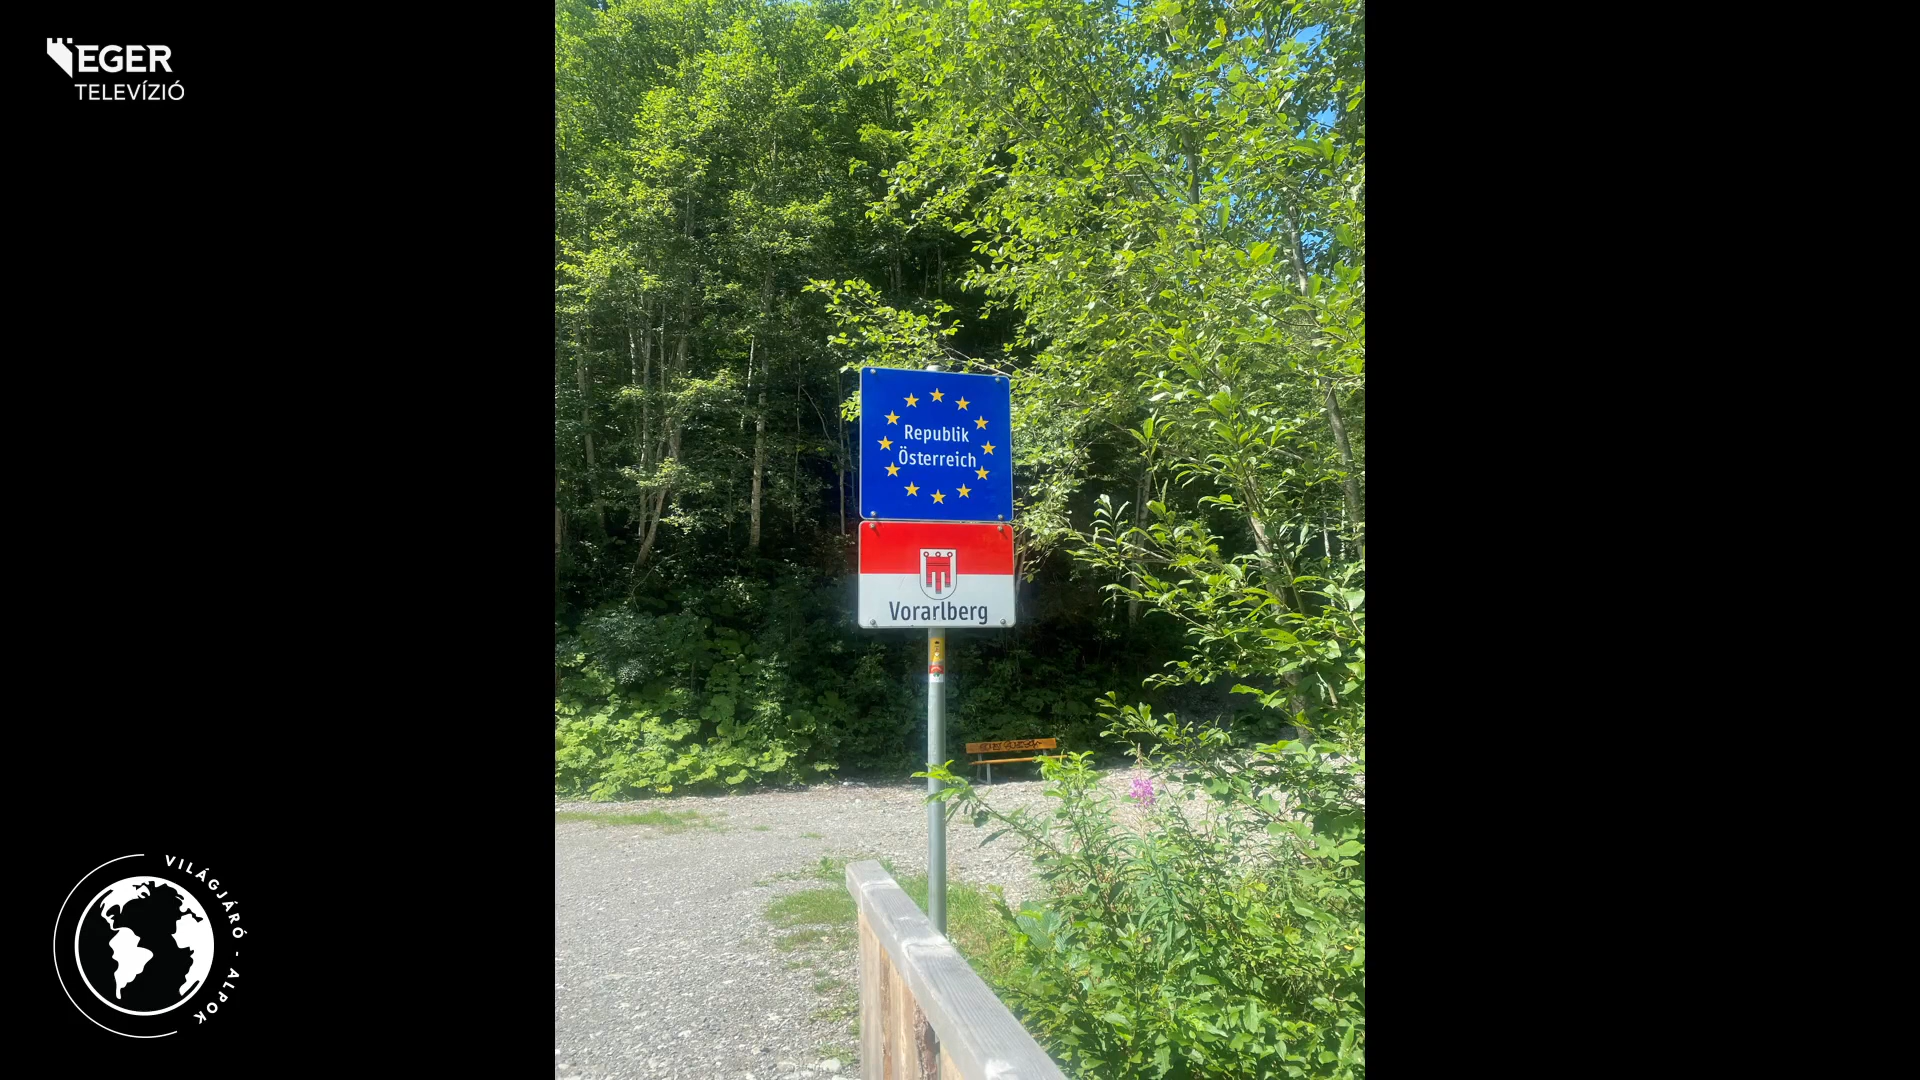 EGER
TELEVÍZIÓ
Republik
Österreich
Vorarlberg
VILÁGJÁRÓ - ALPOK